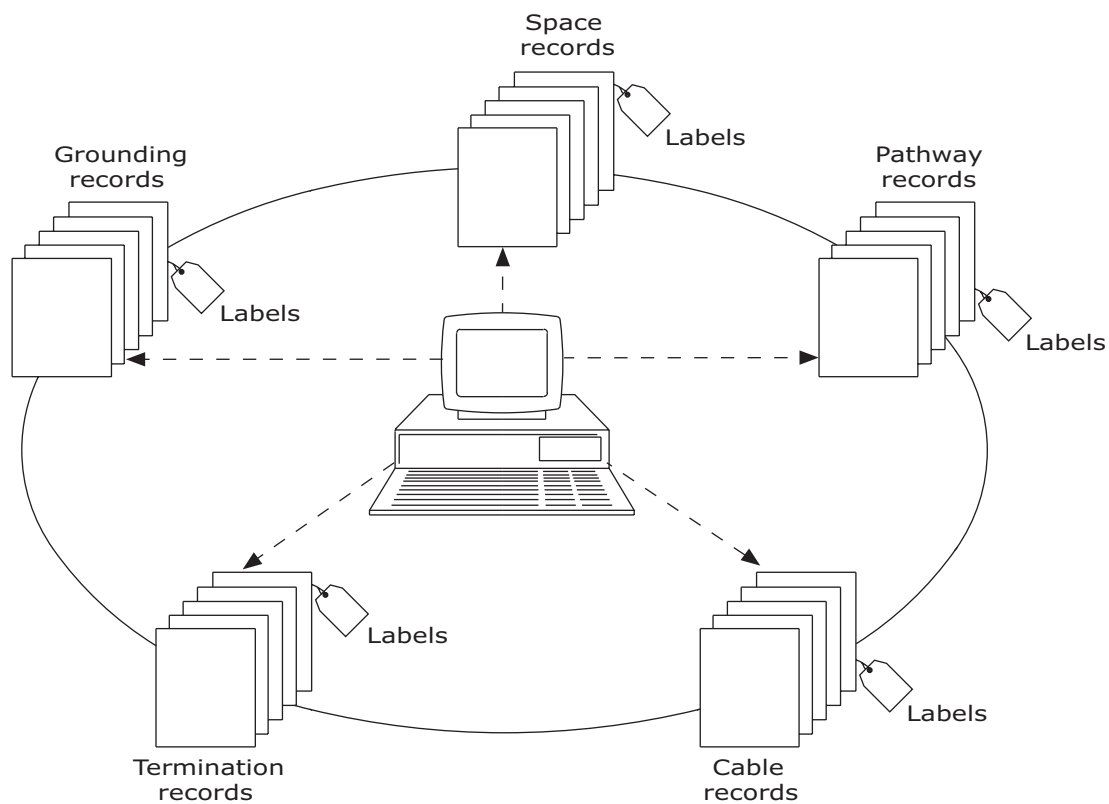 Space
records
Labels
Grounding
records
Labels
Pathway
records
Labels
Termination
records
Labels
Cable
records
Labels